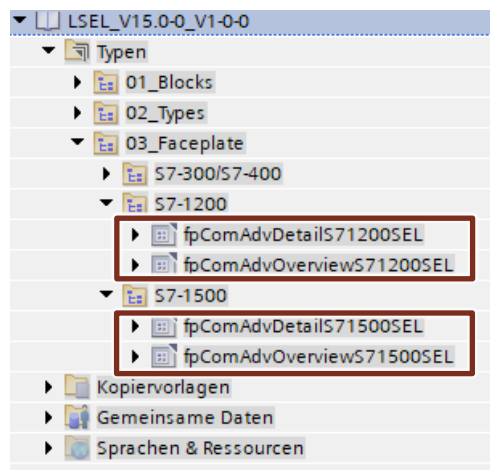 LSEL_V15.0-0_V1-0-0
Typen
01_Blocks
02_Types
03_Faceplate
S7-300/S7-400
S7-1200
fpComAdvDetailS71200SEL
fpComAdvOverviewS71200SEL
S7-1500
fpComAdvDetailS71500SEL
fpComAdvOverviewS71500SEL
Kopiervorlagen
Gemeinsame Daten
Sprachen & Ressourcen